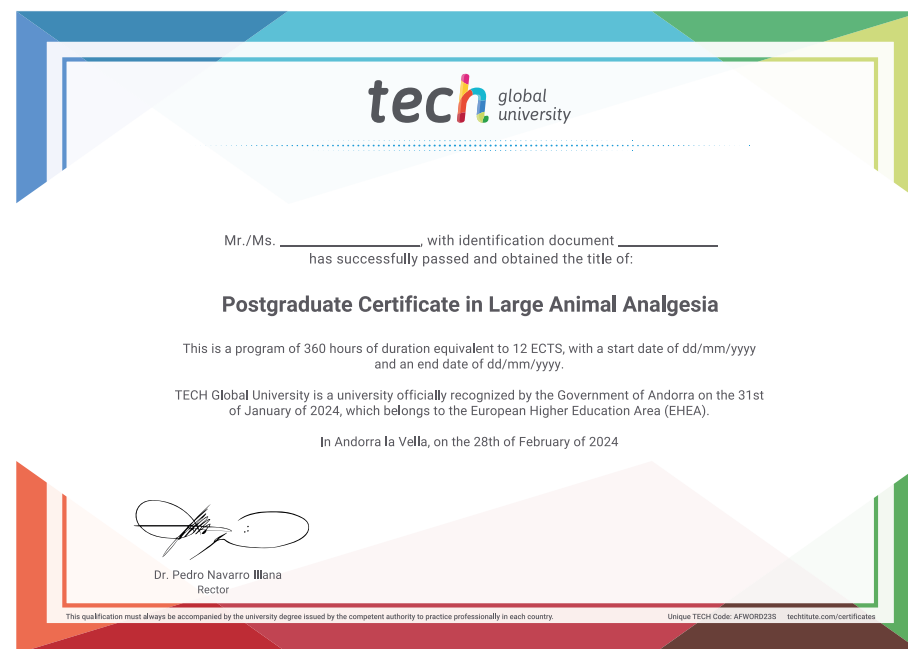 tech global university
Mr./Ms. ____________________, with identification document ______________
has successfully passed and obtained the title of:
Postgraduate Certificate in Large Animal Analgesia
This is a program of 360 hours of duration equivalent to 12 ECTS, with a start date of dd/mm/yyyy
and an end date of dd/mm/yyyy.
TECH Global University is a university officially recognized by the Government of Andorra on the 31st
of January of 2024, which belongs to the European Higher Education Area (EHEA).
In Andorra la Vella, on the 28th of February of 2024
Dr. Pedro Navarro Illana
Rector
This qualification must always be accompanied by the university degree issued by the competent authority to practice professionally in each country.
Unique TECH Code: AFWORD23S techtitute.com/certificates